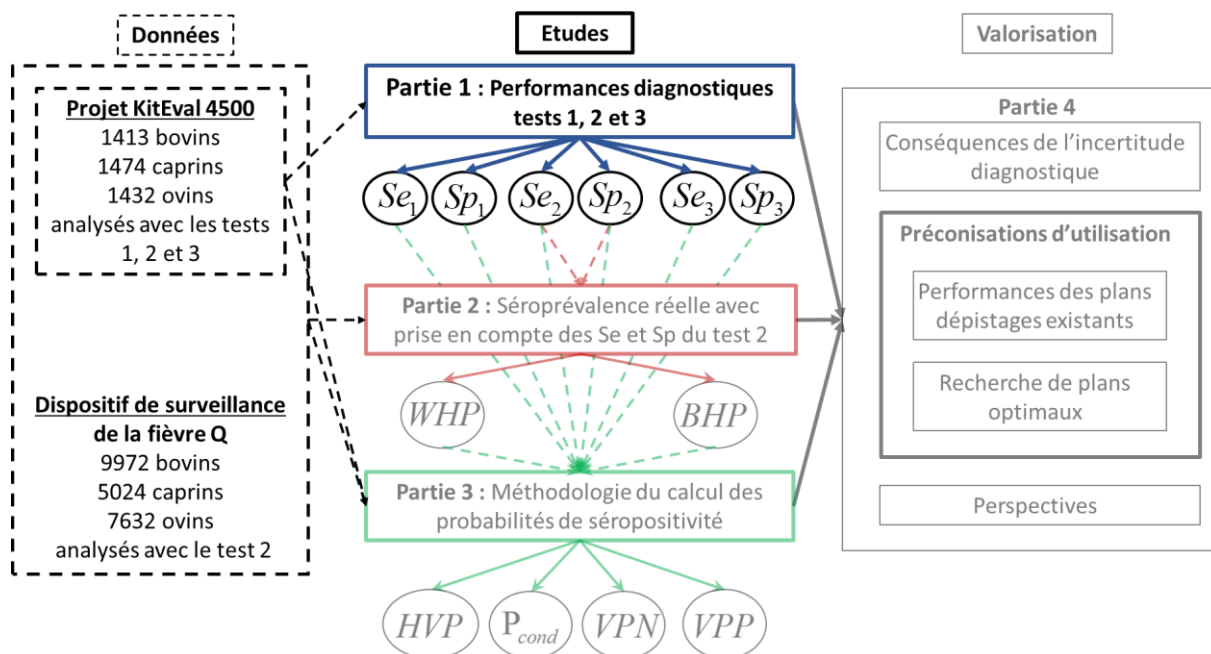 Données
Projet KitEval 4500
1413 bovins
1474 caprins
1432 ovins
analysés avec les tests
1, 2 et 3
Dispositif de surveillance
de la fièvre Q
9972 bovins
5024 caprins
7632 ovins
analysés avec le test 2
Etudes
Partie 1 : Performances diagnostiques
tests 1, 2 et 3
Se1 Sp1 Se2 Sp2 Se3 Sp3
Partie 2 : Séroprévalence réelle avec
prise en compte des Se et Sp du test 2
WHP BHP
Partie 3 : Méthodologie du calcul des
probabilités de séropositivité
HVP Pcond VPN VPP
Valorisation
Partie 4
Conséquences de l’incertitude
diagnostique
Préconisations d’utilisation
Performances des plans
dépistages existants
Recherche de plans
optimaux
Perspectives